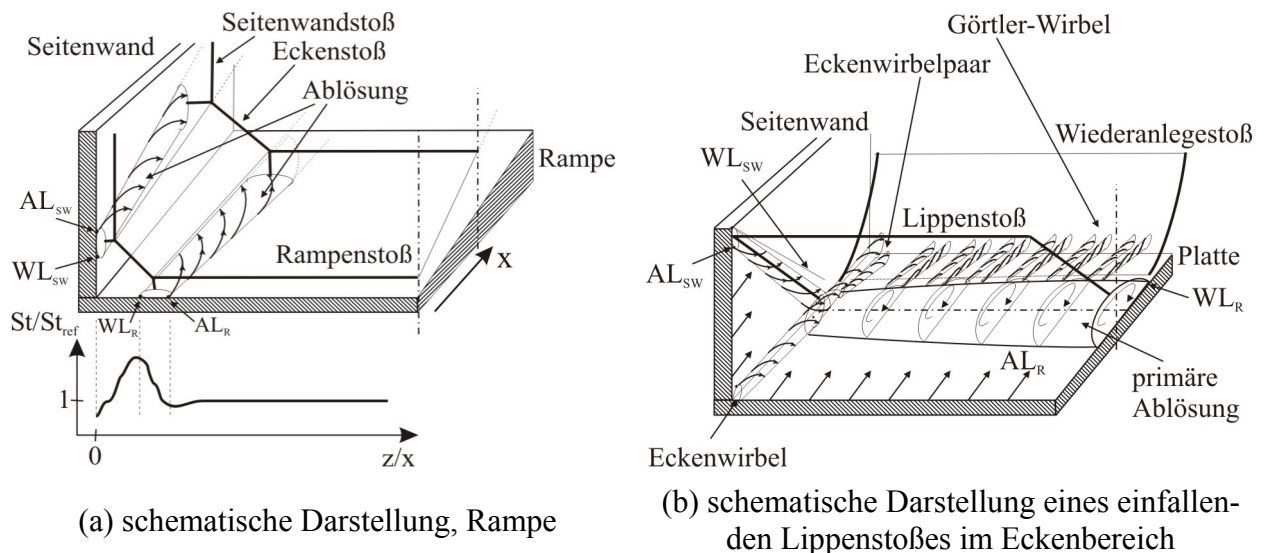 Seitenwand
Seitenwandstoß
Eckenstoß
Ablösung
Rampe
AL_SW
WL_SW
Rampenstoß
x
WL_R
AL_R
St/St_ref
1
0
z/x
(a) schematische Darstellung, Rampe
Görtler-Wirbel
Eckenwirbelpaar
Seitenwand
Wiederanlegestoß
WL_SW
Lippenstoß
Platte
AL_SW
WL_R
AL_R
primäre
Ablösung
Eckenwirbel
(b) schematische Darstellung eines einfallen-
den Lippenstoßes im Eckenbereich